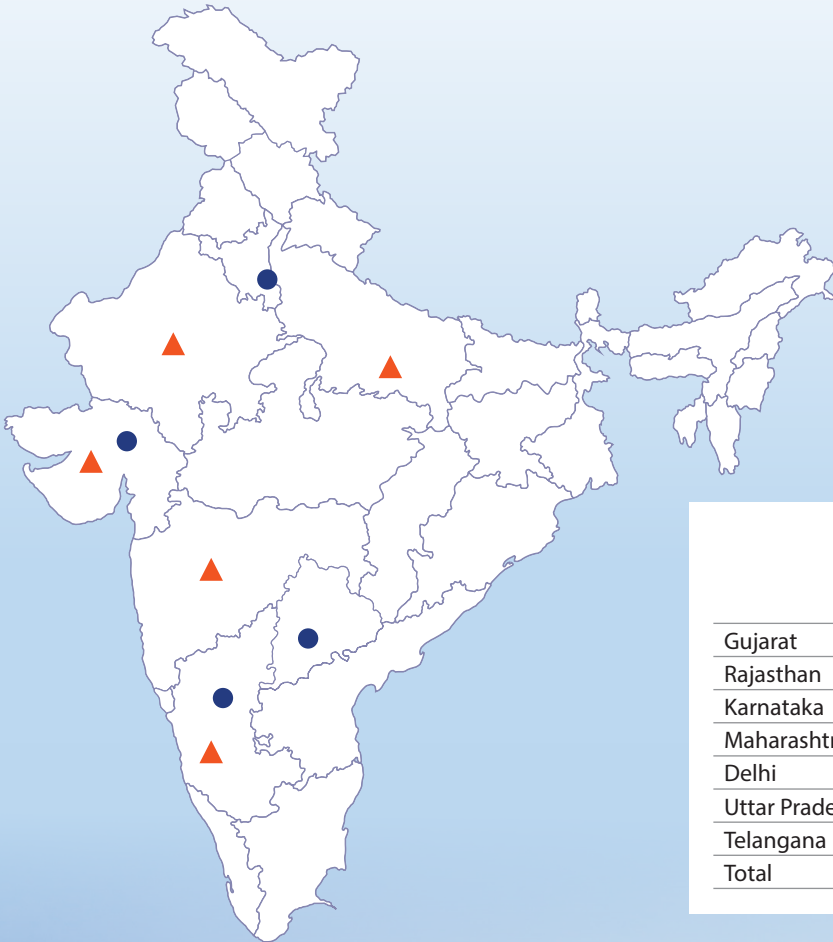 Gujarat
Rajasthan
Karnataka
Maharashtr
Delhi
Uttar Prade
Telangana
Total